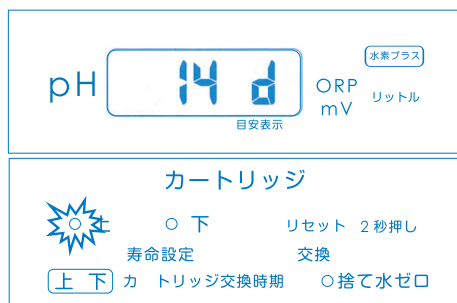 水素プラス
pH 14 d ORP リットル
mV
目安表示
カートリッジ
上 ○ 下 リセット 2秒押し
寿命設定 交換
上 下 カ トリッジ交換時期 ○捨て水ゼロ